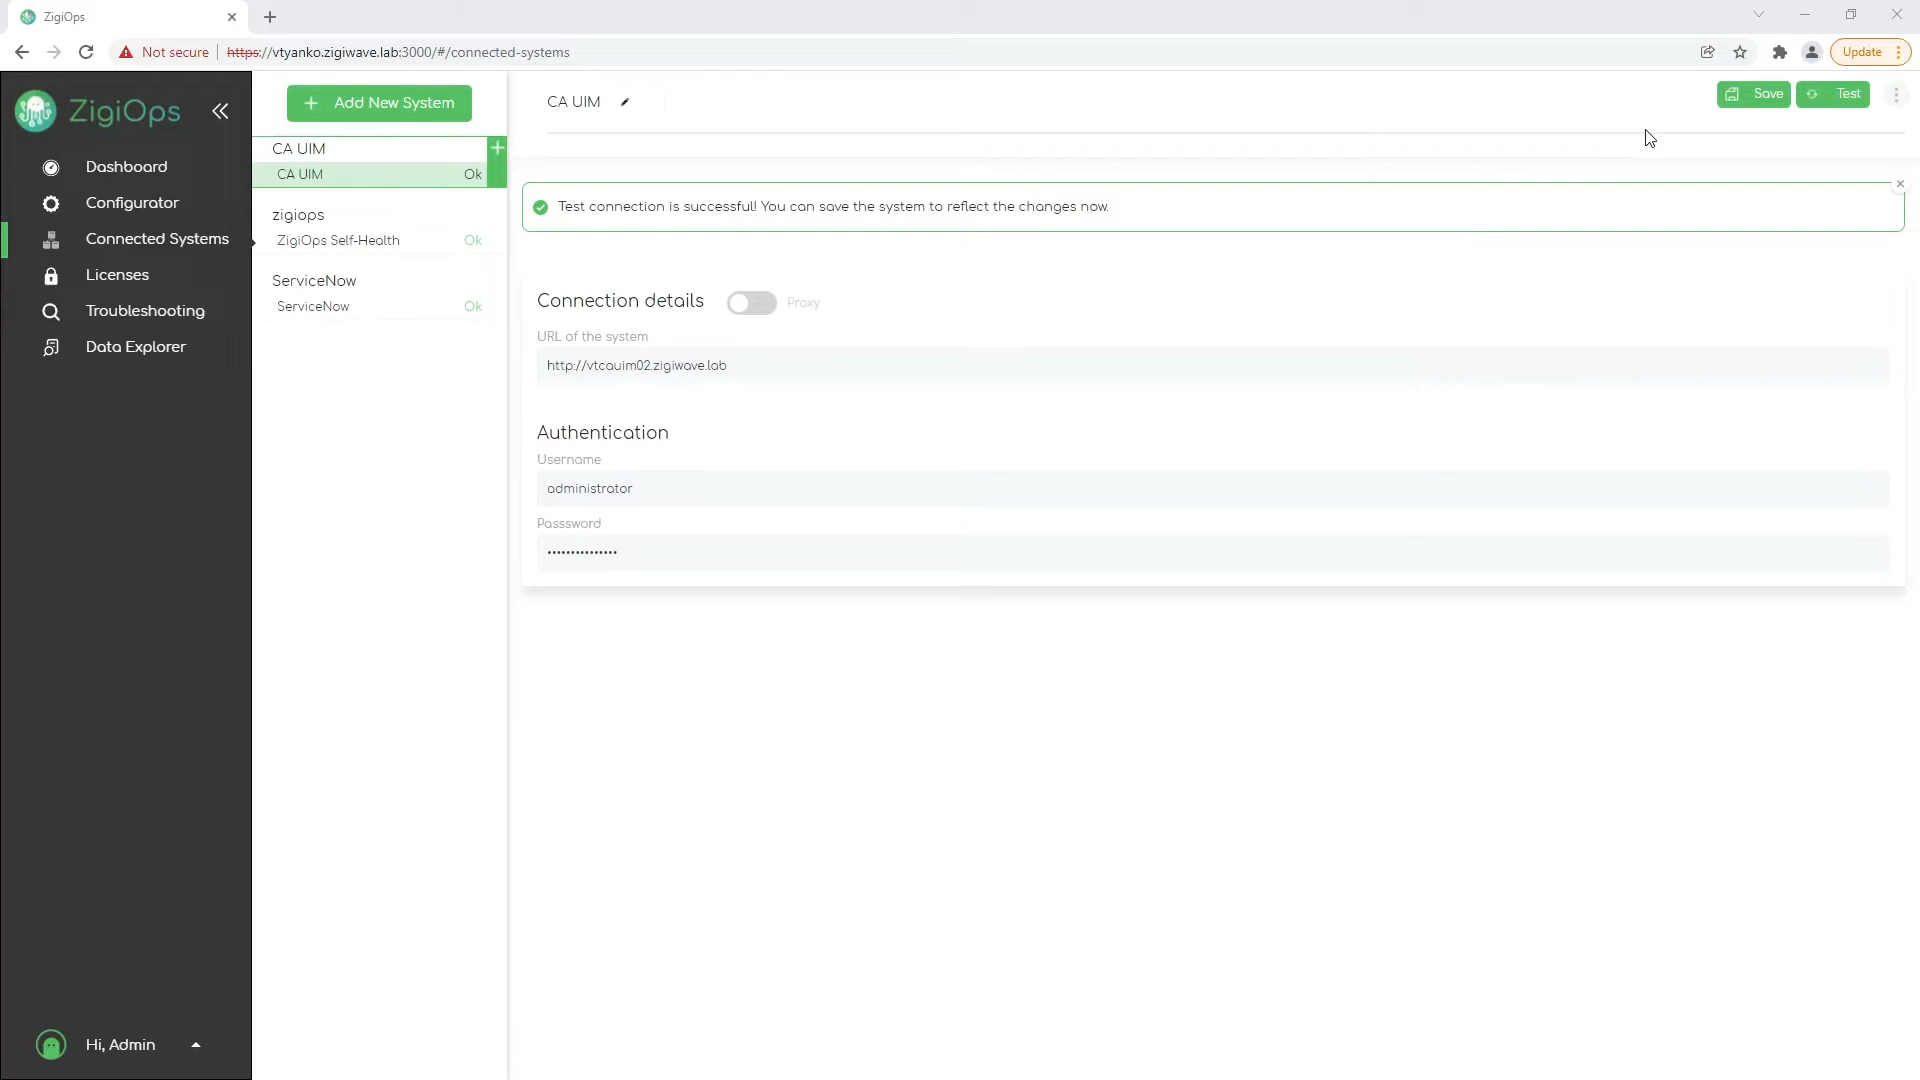 ZigiOps
Not secure
https://vtyanko.zigiwave.lab:3000/#/connected-systems
Update
ZigiOps
Dashboard
Configurator
Connected Systems
Licenses
Troubleshooting
Data Explorer
Hi, Admin
Add New System
CA UIM
CA UIM Ok
zigiops
ZigiOps Self-Health Ok
ServiceNow
ServiceNow Ok
CA UIM
Save
Test
Test connection is successful! You can save the system to reflect the changes now.
Connection details
Proxy
URL of the system
http://vtcauim02.zigiwave.lab
Authentication
Username
administrator
Passsword
•••••••••••••••